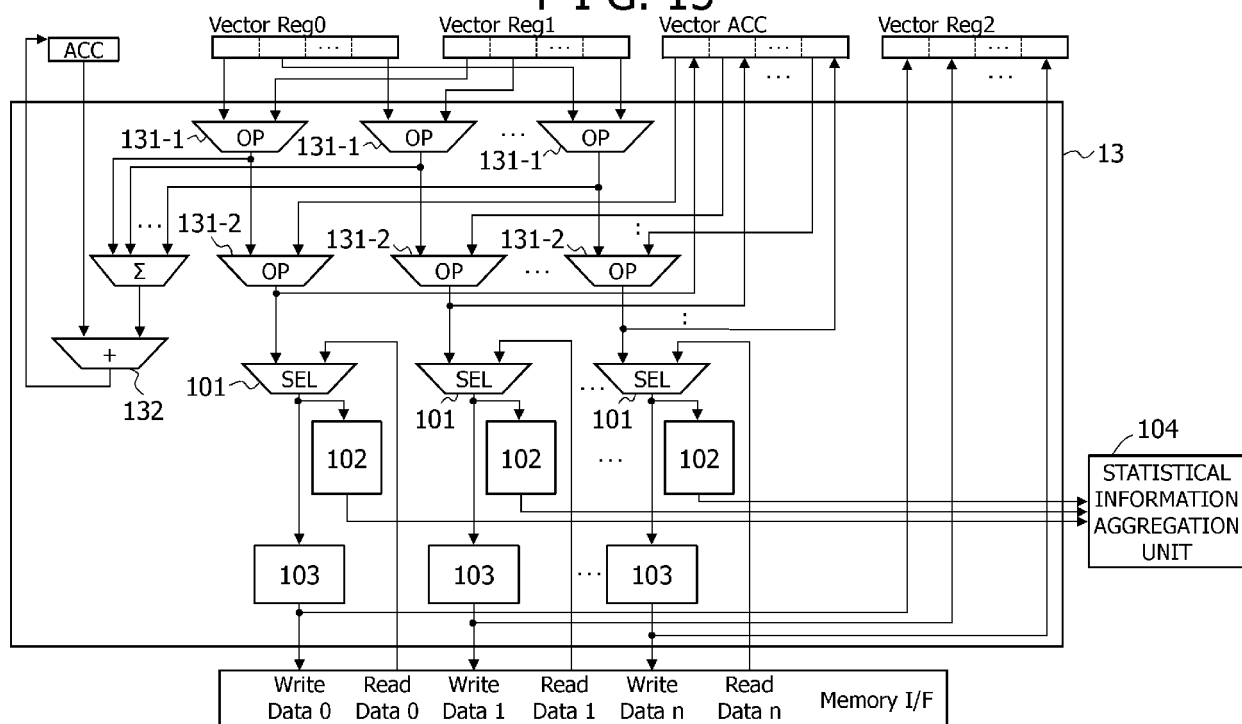 FIG. 15
Vector Reg0 Vector Reg1 Vector ACC Vector Reg2
ACC ... ... ... ...
... ...
OP OP ... OP
131-1 131-1 131-1
13
... 131-2 131-2 131-2 :
Σ OP OP ... OP
:
+
132
101 SEL 101 SEL ... 101 SEL
102 102 ... 102
104
STATISTICAL
INFORMATION
AGGREGATION
UNIT
103 103 ... 103
Write Read Write Read Write Read Memory I/F
Data 0 Data 0 Data 1 Data 1 Data n Data n